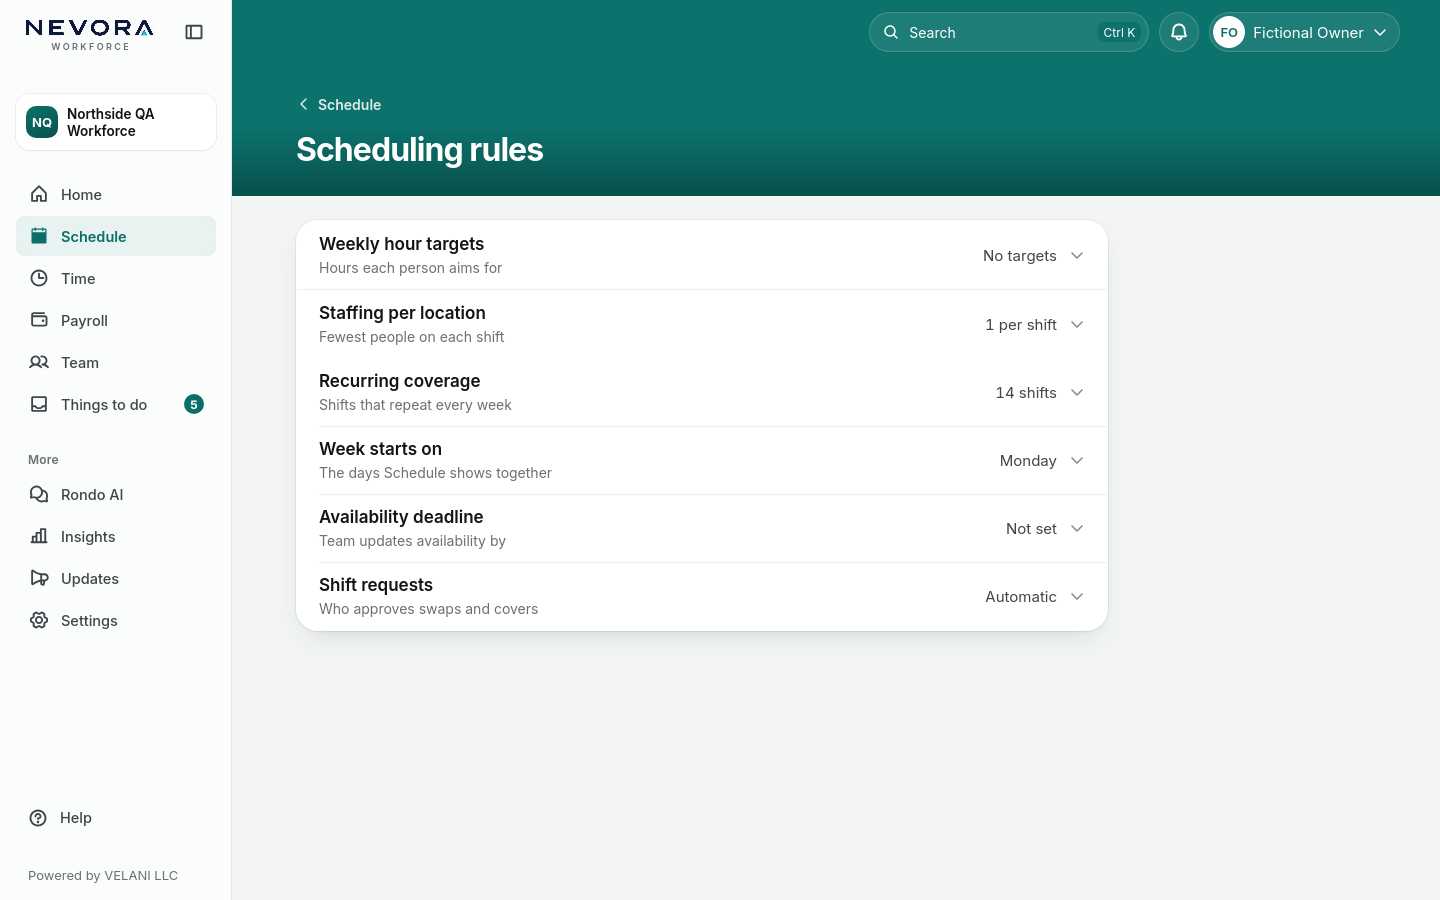 NEVORA
WORKFORCE
Search
Ctrl K
FO
Fictional Owner
NQ
Northside QA
Workforce
Home
Schedule
Time
Payroll
Team
Things to do
5
More
Rondo AI
Insights
Updates
Settings
Help
Powered by VELANI LLC
Schedule
Scheduling rules
Weekly hour targets
Hours each person aims for
No targets
Staffing per location
Fewest people on each shift
1 per shift
Recurring coverage
Shifts that repeat every week
14 shifts
Week starts on
The days Schedule shows together
Monday
Availability deadline
Team updates availability by
Not set
Shift requests
Who approves swaps and covers
Automatic